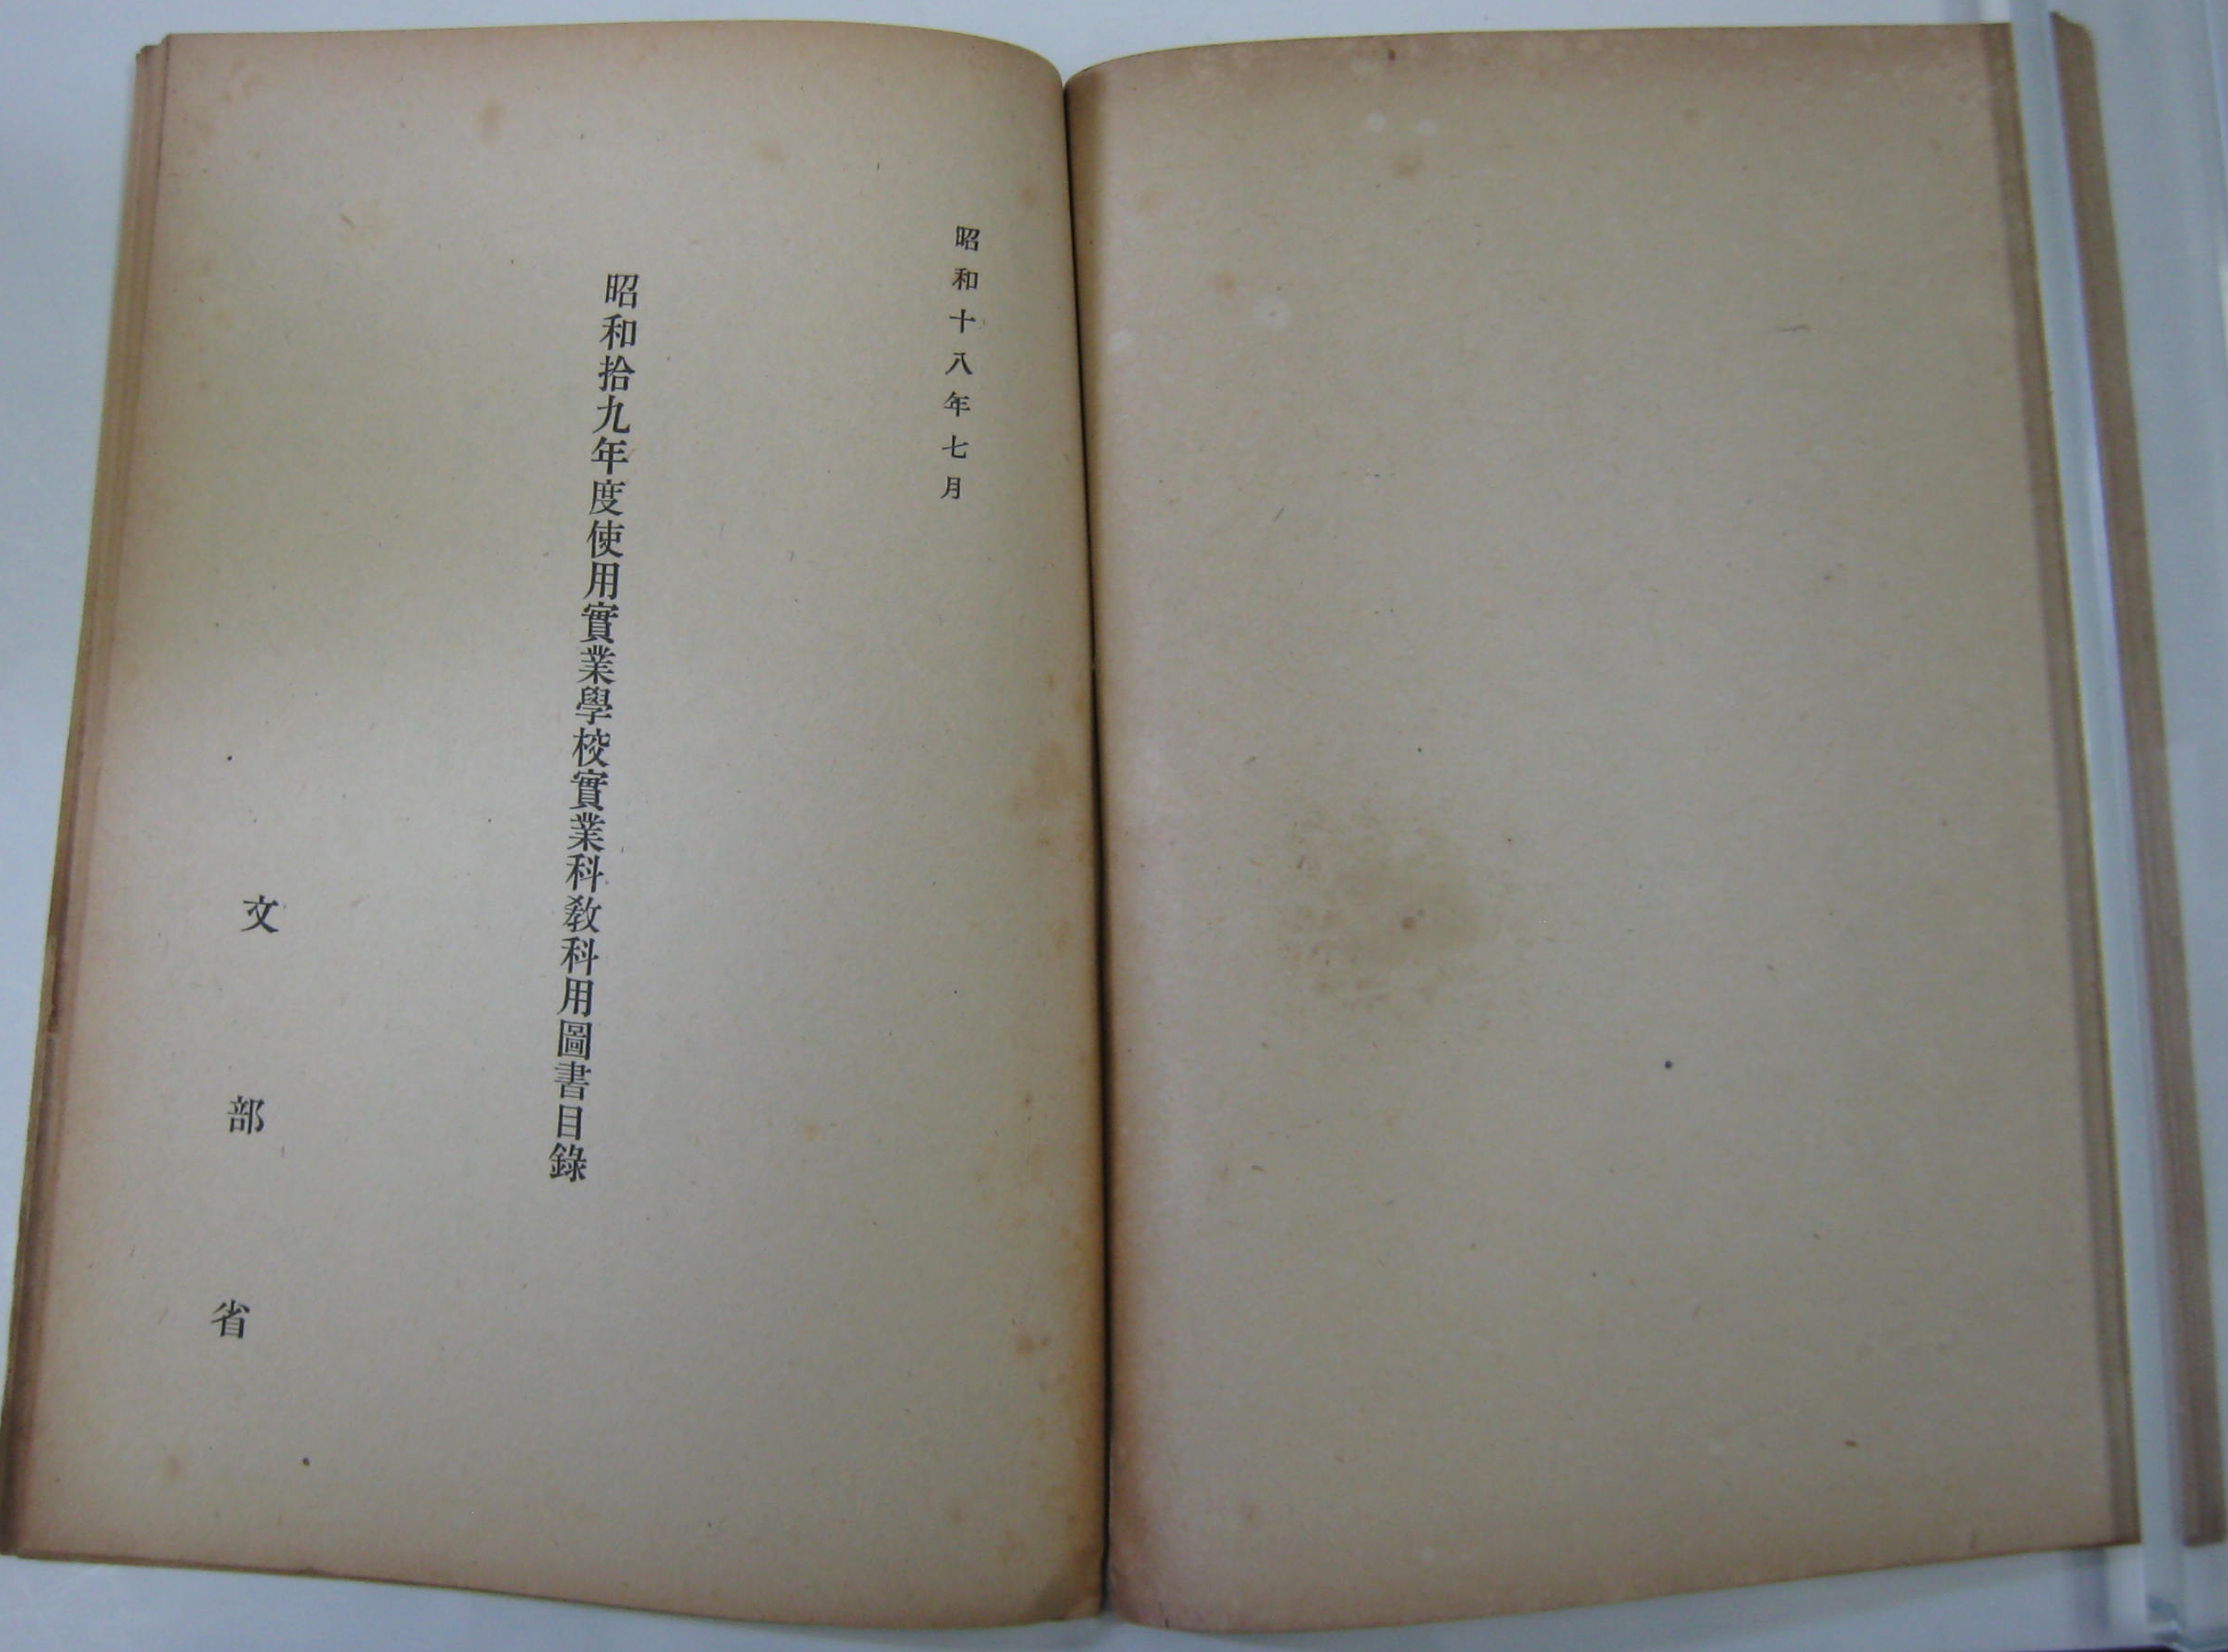 昭和十八年七月
昭和拾九年度使用實業學校實業科敎科用圖書目錄
文部省